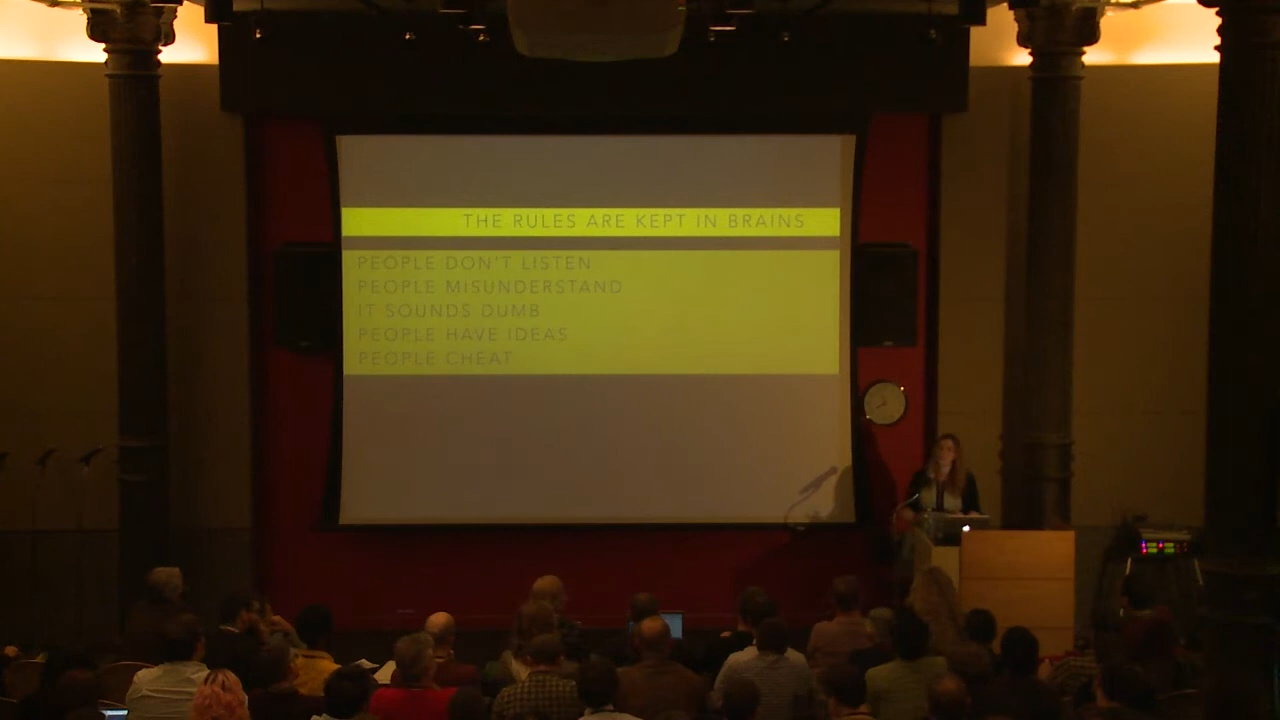 THE RULES ARE KEPT IN BRAINS
PEOPLE DON'T LISTEN
PEOPLE MISUNDERSTAND
IT SOUNDS DUMB
PEOPLE HAVE IDEAS
PEOPLE CHEAT